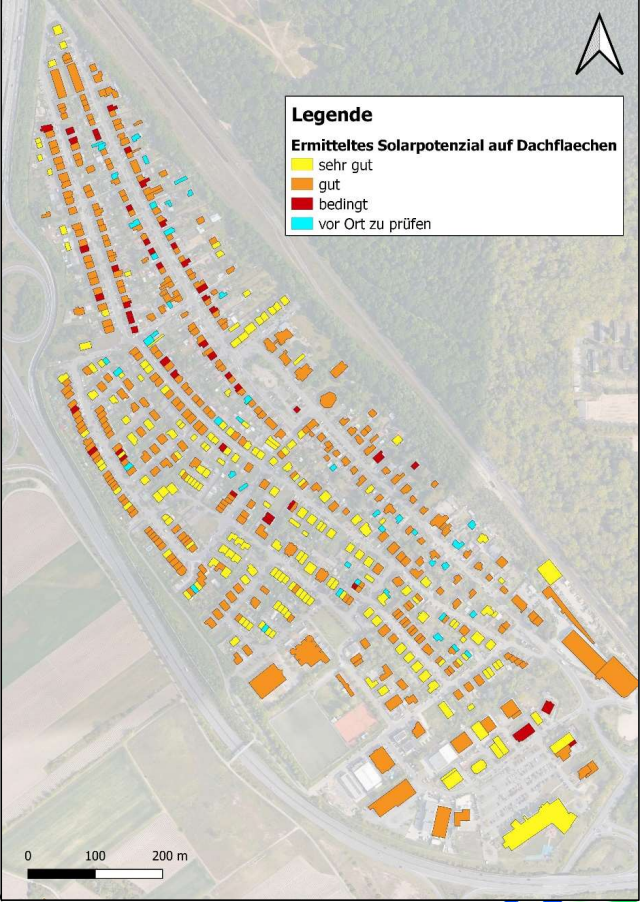 Legende
Ermitteltes Solarpotenzial auf Dachflaechen
sehr gut
gut
bedingt
vor Ort zu prüfen
0 100 200 m